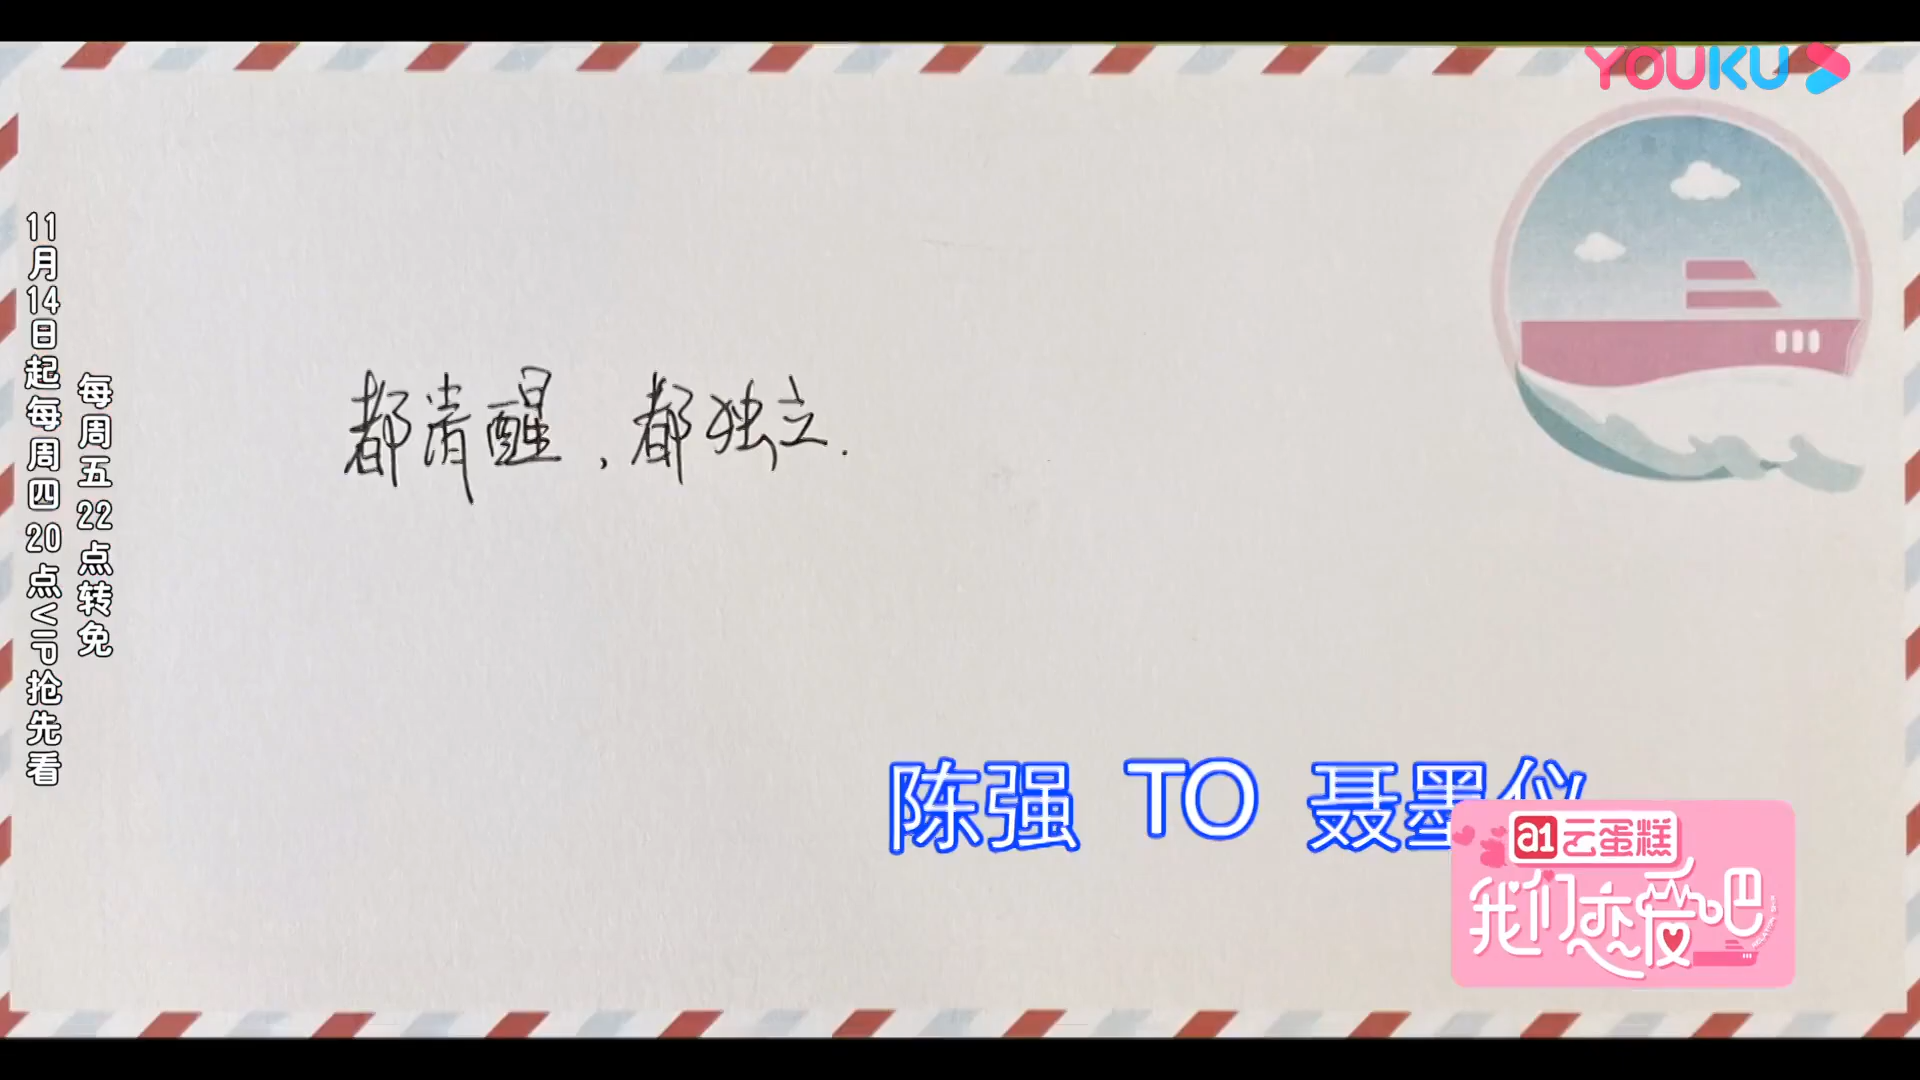 YOUKU
11月14日起每周四20点VIP抢先看
每周五22点转免
都清醒，都独立.
陈强 TO 聂墨仪
a1云蛋糕
我们恋爱吧